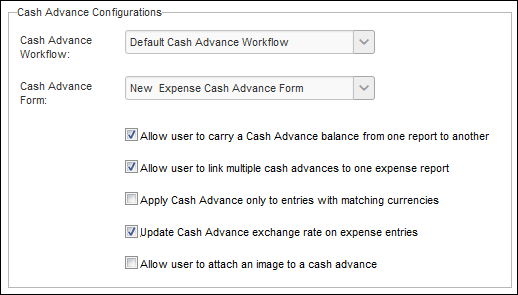 Cash Advance Configurations
Cash Advance
Workflow:
Default Cash Advance Workflow
Cash Advance
Form:
New  Expense Cash Advance Form
Allow user to carry a Cash Advance balance from one report to another
Allow user to link multiple cash advances to one expense report
Apply Cash Advance only to entries with matching currencies
Update Cash Advance exchange rate on expense entries
Allow user to attach an image to a cash advance